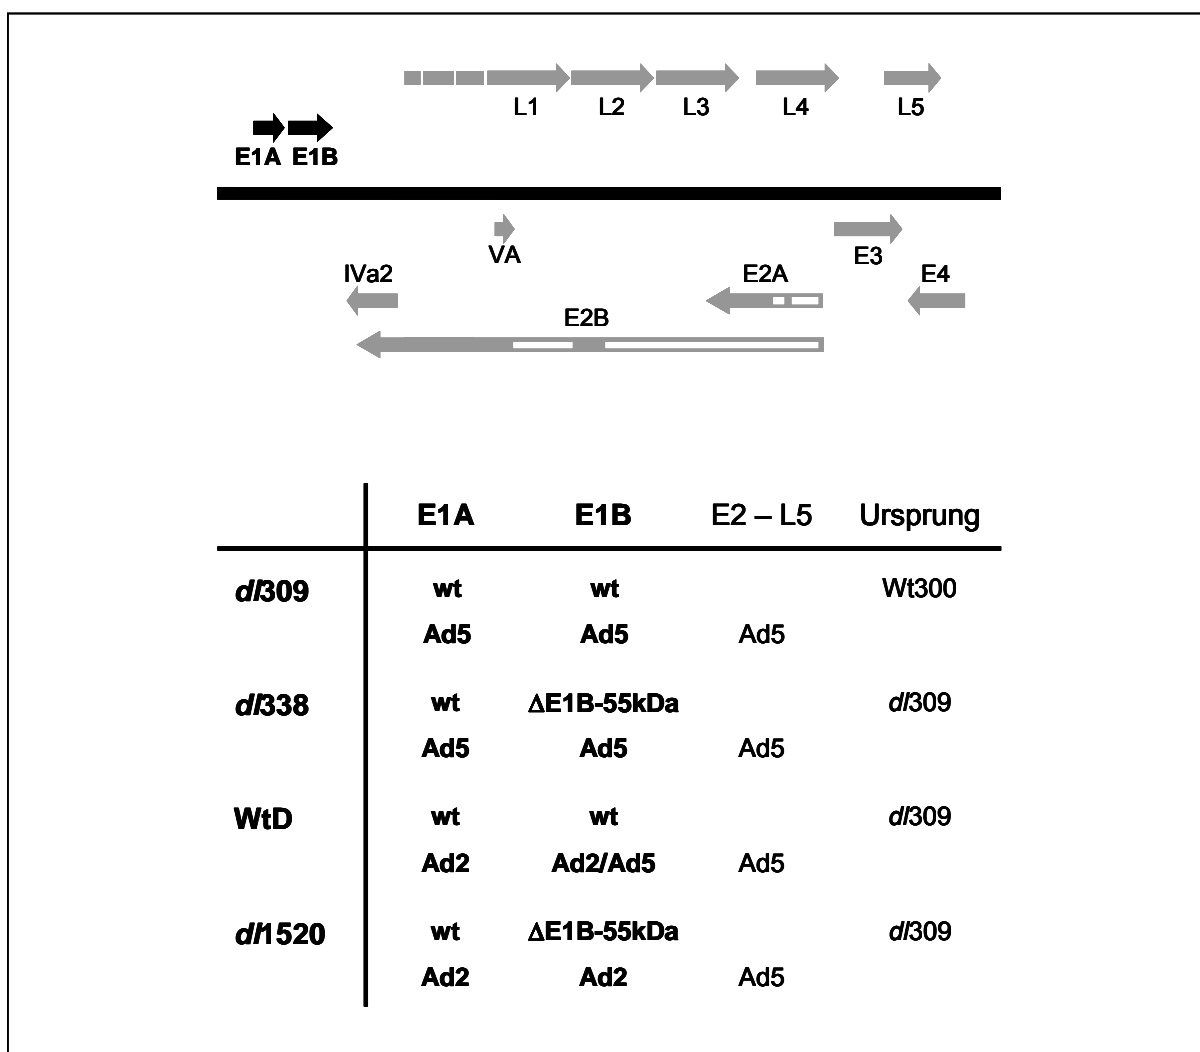 L1 L2 L3 L4 L5
E1A E1B
VA E3
IVa2 E2A E4
E2B
E1A E1B E2 – L5 Ursprung
dl309 wt wt Wt300
Ad5 Ad5 Ad5
dl338 wt ΔE1B-55kDa dl309
Ad5 Ad5 Ad5
WtD wt wt dl309
Ad2 Ad2/Ad5 Ad5
dl1520 wt ΔE1B-55kDa dl309
Ad2 Ad2 Ad5